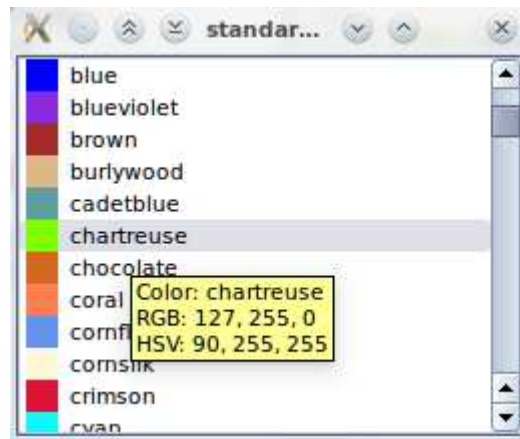 standar...
blue
blueviolet
brown
burlywood
cadetblue
chartreuse
chocolate
coral
Color: chartreuse
RGB: 127, 255, 0
HSV: 90, 255, 255
cornsilk
crimson
cyan